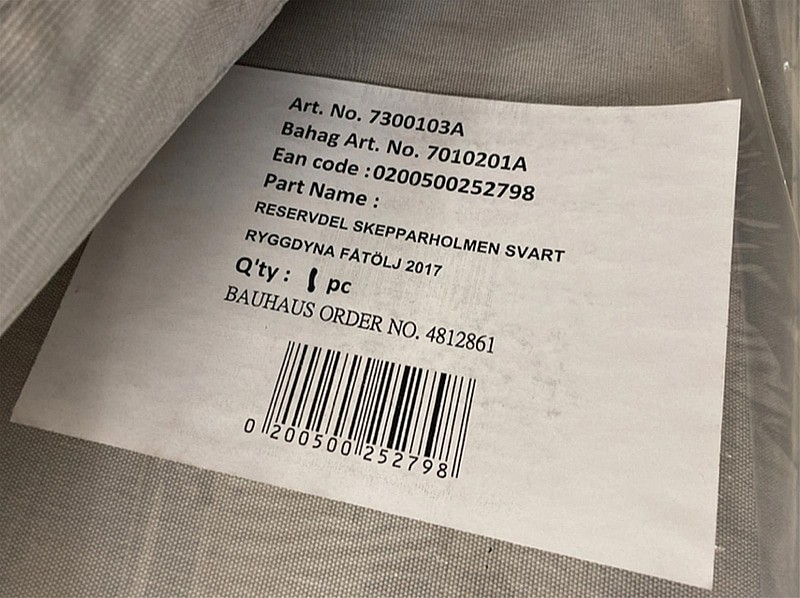 Art. No. 7300103A
Bahag Art. No. 7010201A
Ean code :0200500252798
Part Name :
RESERVDEL SKEPPARHOLMEN SVART
RYGGDYNA FÅTÖLJ 2017
Q'ty : 1 pc
BAUHAUS ORDER NO. 4812861
0 200500 252798